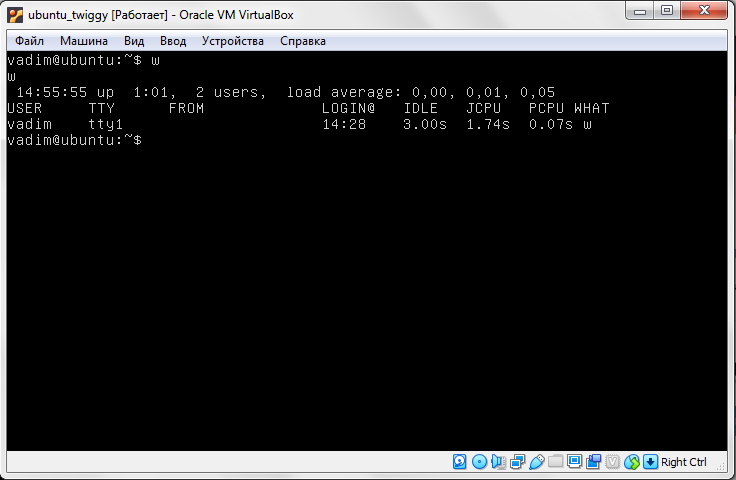 ubuntu_twiggy [Работает] - Oracle VM VirtualBox
Файл Машина Вид Ввод Устройства Справка
vadim@ubuntu:~$ w
w
14:55:55 up  1:01,  2 users,  load average: 0,00, 0,01, 0,05
USER     TTY      FROM             LOGIN@   IDLE   JCPU   PCPU WHAT
vadim    tty1                      14:28    3.00s  1.74s  0.07s w
vadim@ubuntu:~$
Right Ctrl